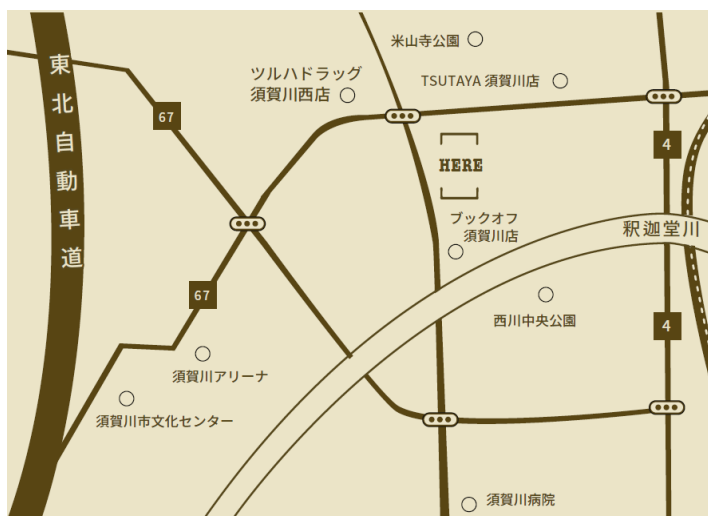 米山寺公園
東北自動車道
ツルハドラッグ
須賀川西店
TSUTAYA 須賀川店
67
4
HERE
ブックオフ
須賀川店
釈迦堂川
67
西川中央公園
4
須賀川アリーナ
須賀川市文化センター
須賀川病院